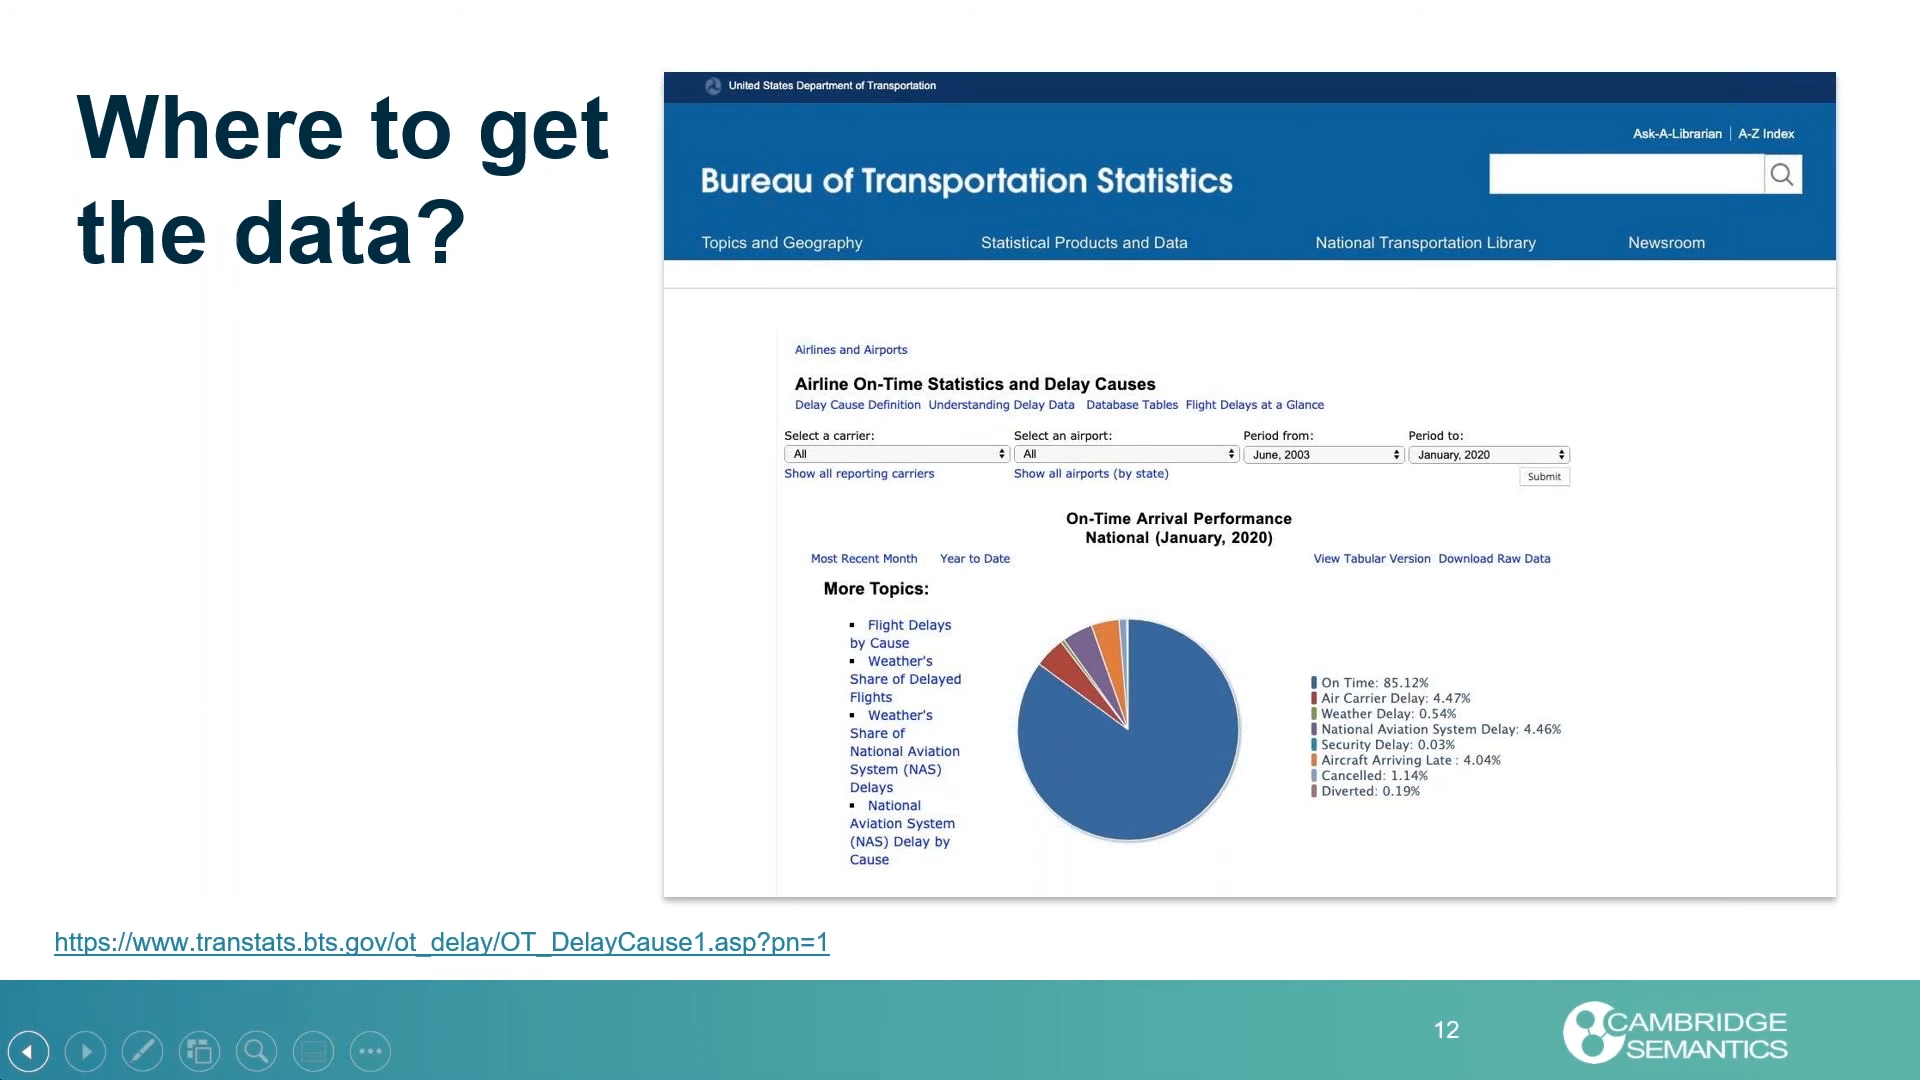 Where to get
the data?
United States Department of Transportation
Ask-A-Librarian | A-Z Index
Bureau of Transportation Statistics
Topics and Geography Statistical Products and Data National Transportation Library Newsroom
Airlines and Airports
Airline On-Time Statistics and Delay Causes
Delay Cause Definition Understanding Delay Data Database Tables Flight Delays at a Glance
Select a carrier: Select an airport: Period from: Period to:
All All June, 2003 January, 2020
Show all reporting carriers Show all airports (by state)
Submit
On-Time Arrival Performance
National (January, 2020)
Most Recent Month Year to Date View Tabular Version Download Raw Data
More Topics:
▪ Flight Delays
by Cause
▪ Weather's
Share of Delayed
Flights
▪ Weather's
Share of
National Aviation
System (NAS)
Delays
▪ National
Aviation System
(NAS) Delay by
Cause
On Time: 85.12%
Air Carrier Delay: 4.47%
Weather Delay: 0.54%
National Aviation System Delay: 4.46%
Security Delay: 0.03%
Aircraft Arriving Late : 4.04%
Cancelled: 1.14%
Diverted: 0.19%
https://www.transtats.bts.gov/ot_delay/OT_DelayCause1.asp?pn=1
12
CAMBRIDGE
SEMANTICS